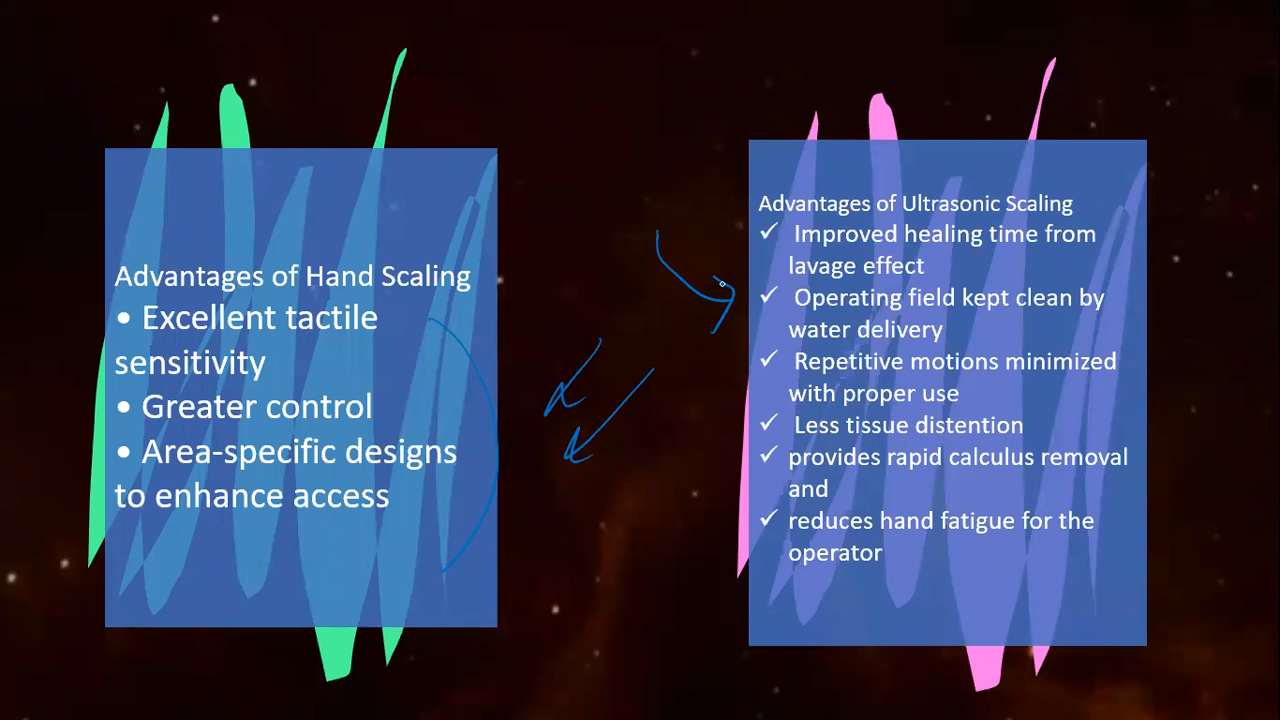 Advantages of Hand Scaling
• Excellent tactile
sensitivity
• Greater control
• Area-specific designs
to enhance access
Advantages of Ultrasonic Scaling
✓ Improved healing time from
lavage effect
✓ Operating field kept clean by
water delivery
✓ Repetitive motions minimized
with proper use
✓ Less tissue distention
✓ provides rapid calculus removal
and
✓ reduces hand fatigue for the
operator